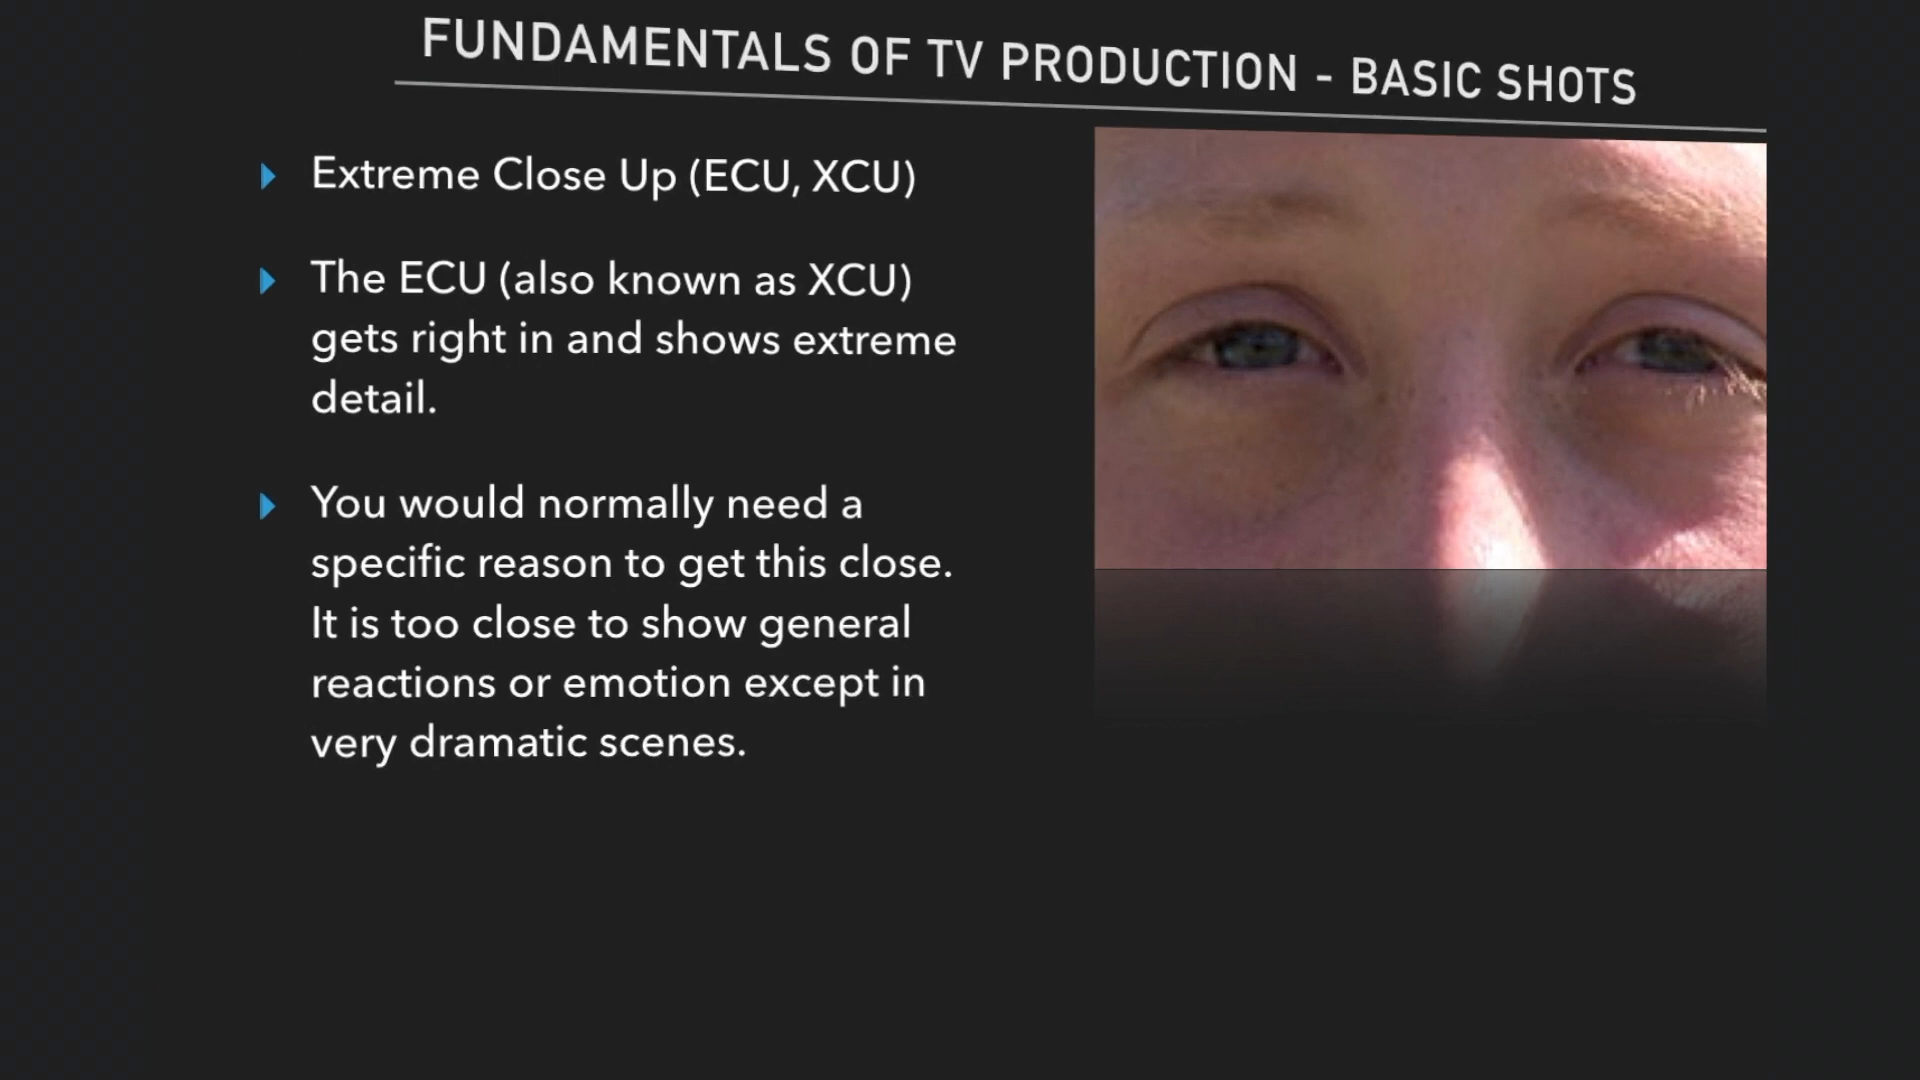 FUNDAMENTALS OF TV PRODUCTION - BASIC SHOTS
Extreme Close Up (ECU, XCU)
The ECU (also known as XCU)
gets right in and shows extreme
detail.
You would normally need a
specific reason to get this close.
It is too close to show general
reactions or emotion except in
very dramatic scenes.